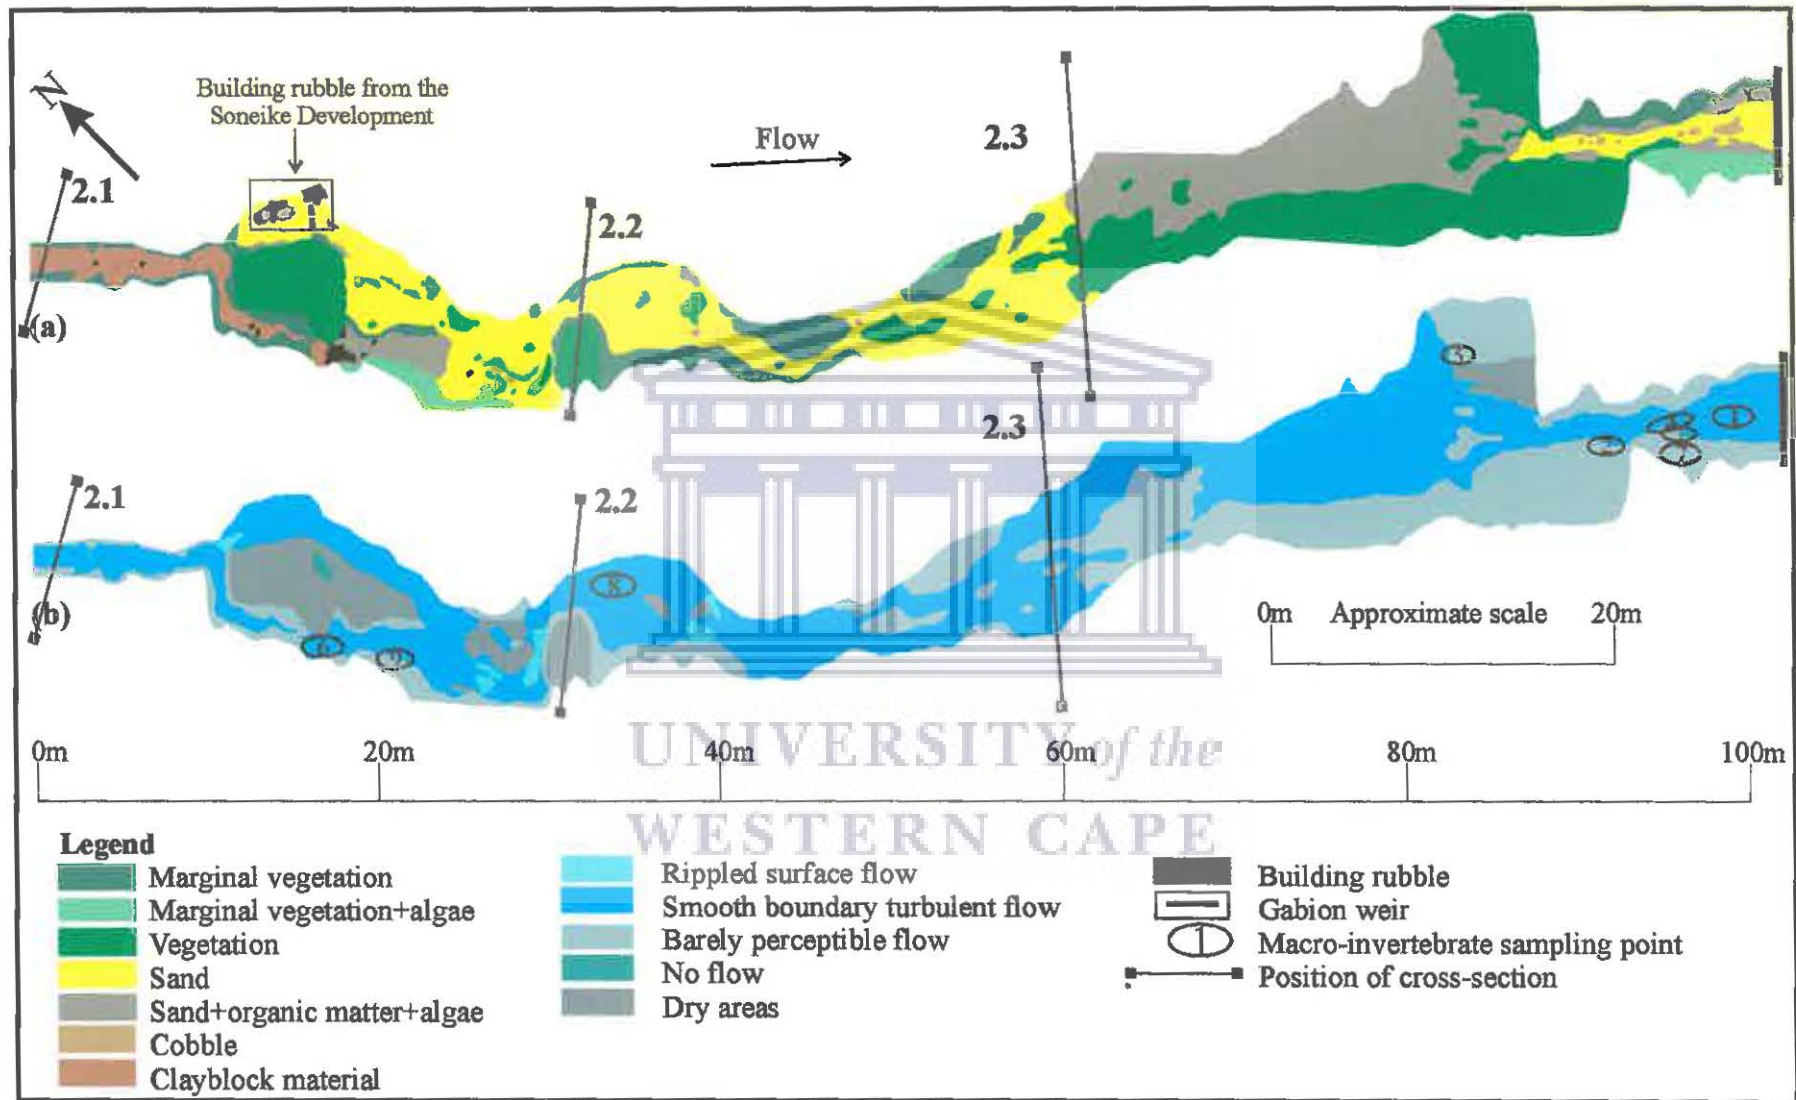 N
Building rubble from the
Soneike Development
Flow
2.1
2.2
2.3
(a)
2.1
2.2
2.3
(b)
8
1
0m Approximate scale 20m
0m 20m 40m 60m 80m 100m
UNIVERSITY of the
WESTERN CAPE
Legend
Marginal vegetation
Marginal vegetation+algae
Vegetation
Sand
Sand+organic matter+algae
Cobble
Clayblock material
Rippled surface flow
Smooth boundary turbulent flow
Barely perceptible flow
No flow
Dry areas
Building rubble
Gabion weir
1
Macro-invertebrate sampling point
Position of cross-section